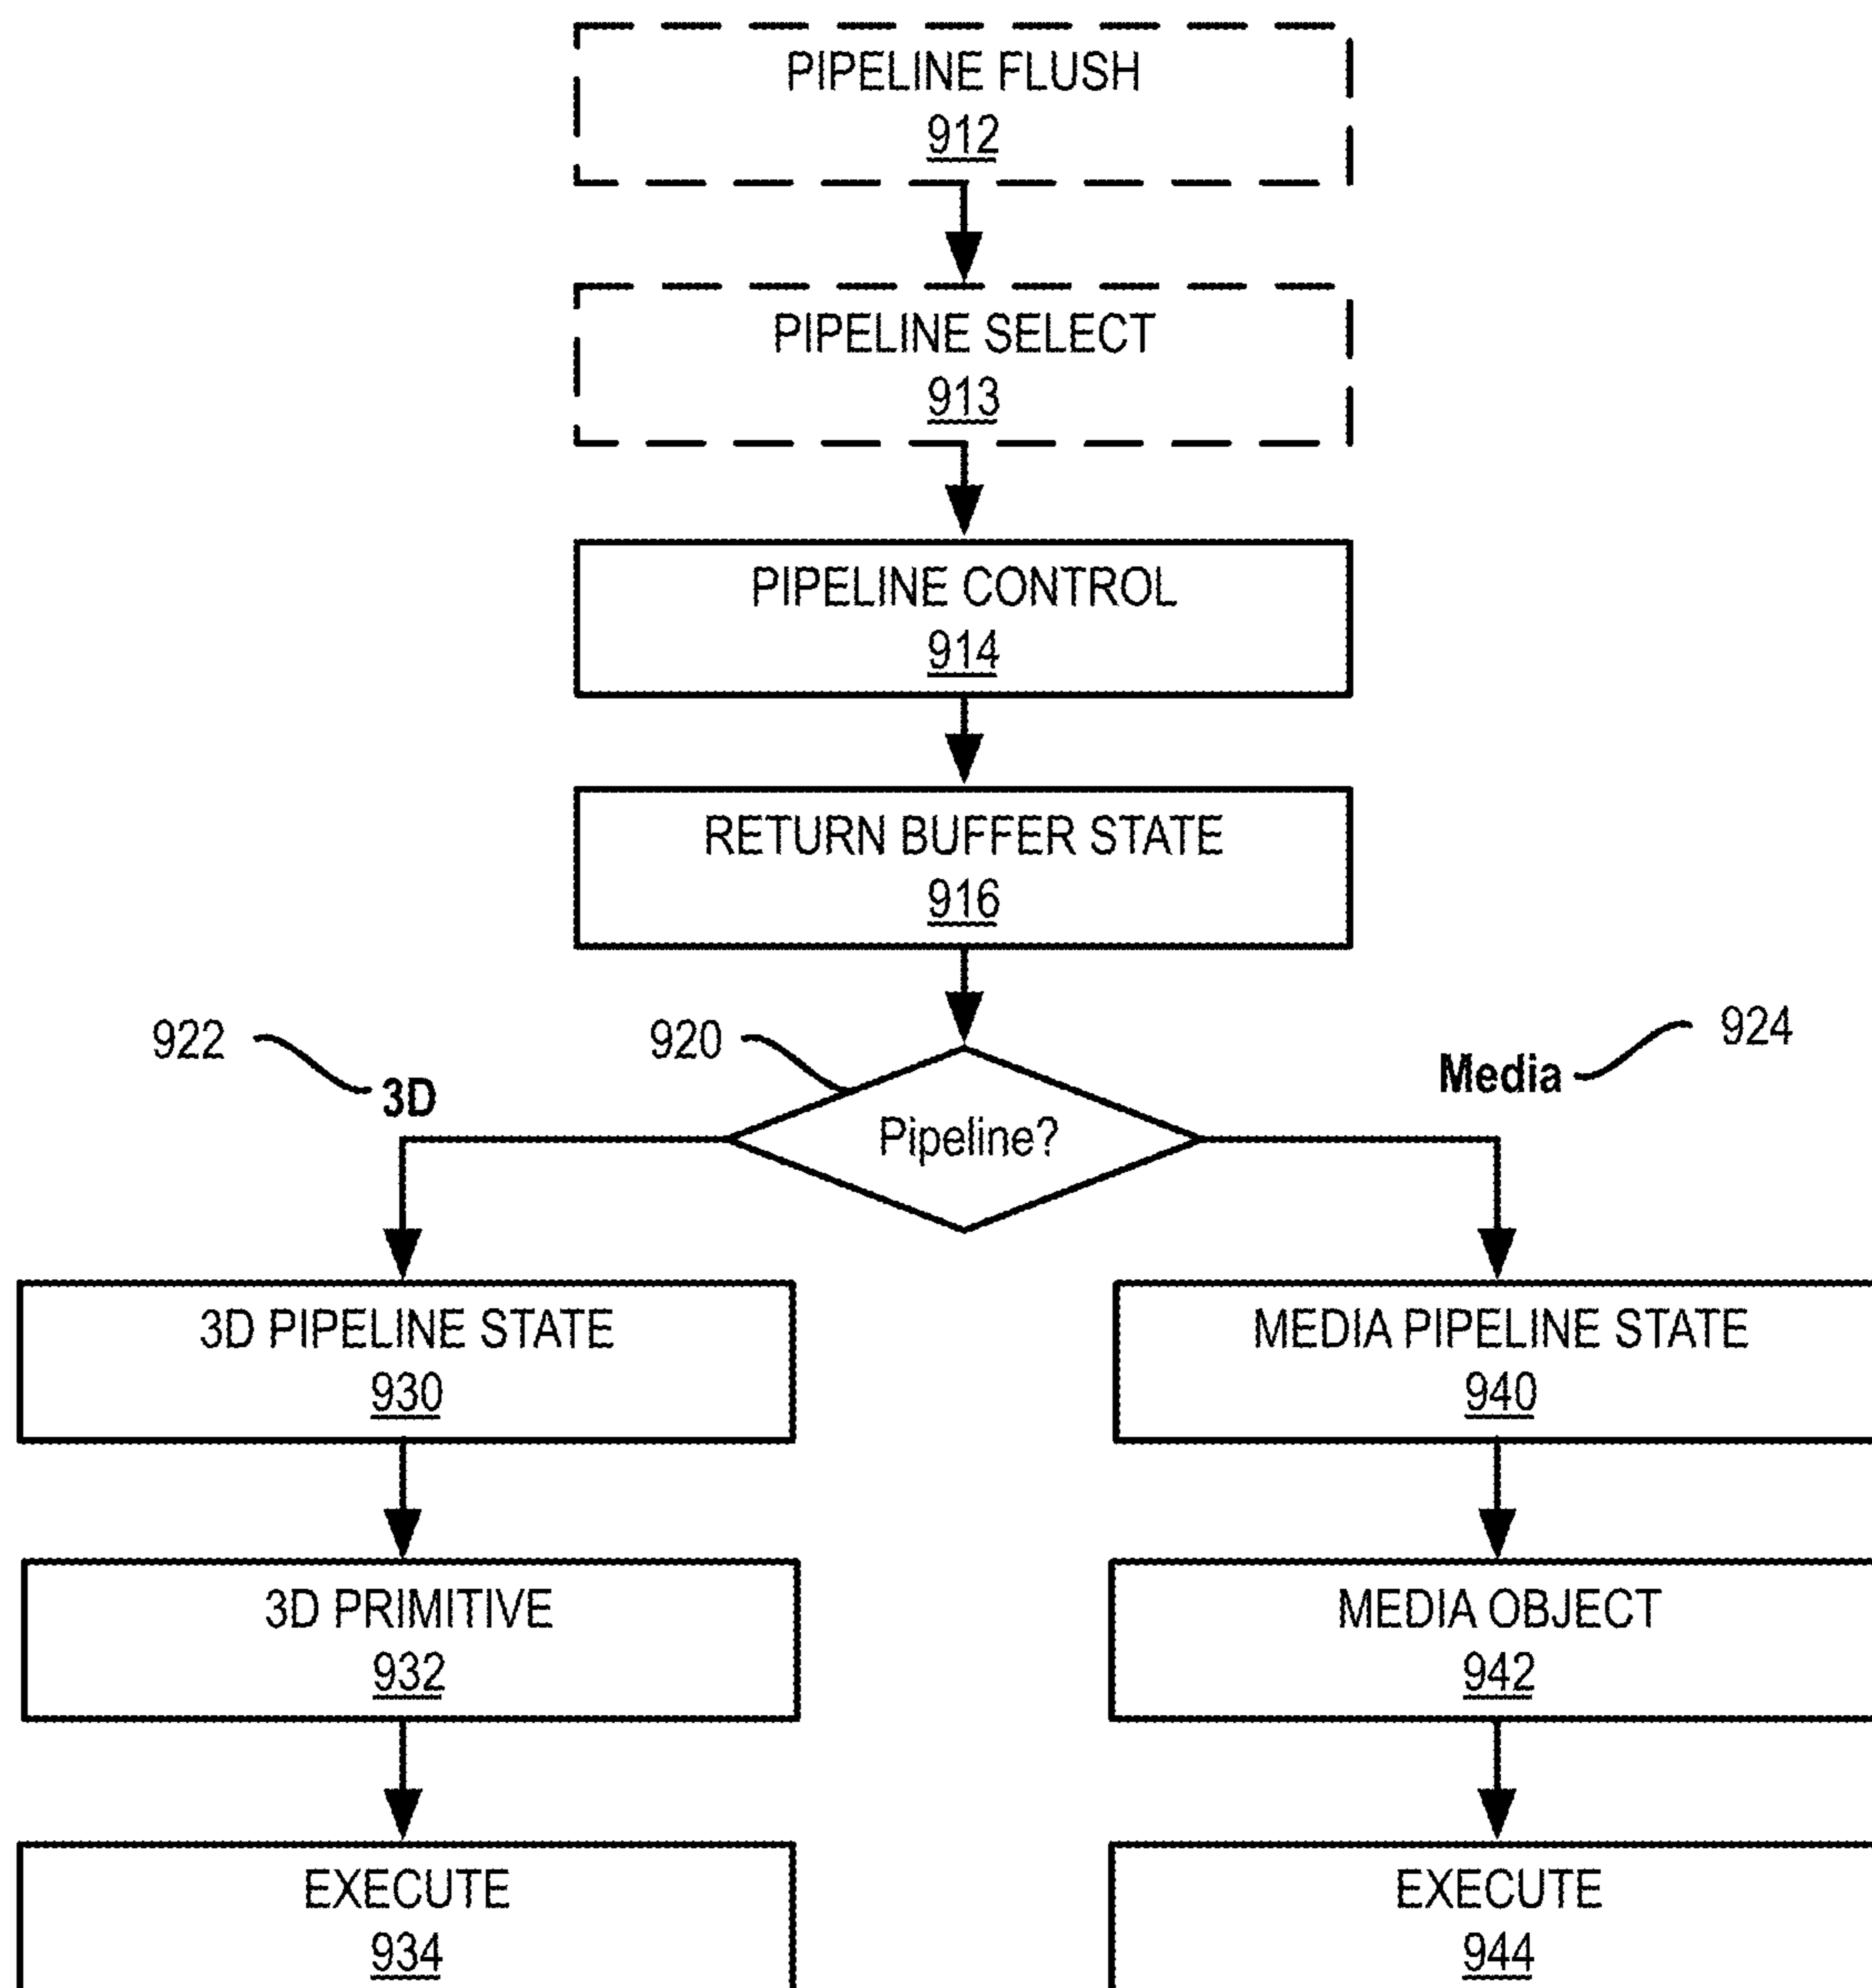 PIPELINE FLUSH
912
PIPELINE SELECT
913
PIPELINE CONTROL
914
RETURN BUFFER STATE
916
922
920
924
3D
Media
Pipeline?
3D PIPELINE STATE
930
MEDIA PIPELINE STATE
940
3D PRIMITIVE
932
MEDIA OBJECT
942
EXECUTE
934
EXECUTE
944